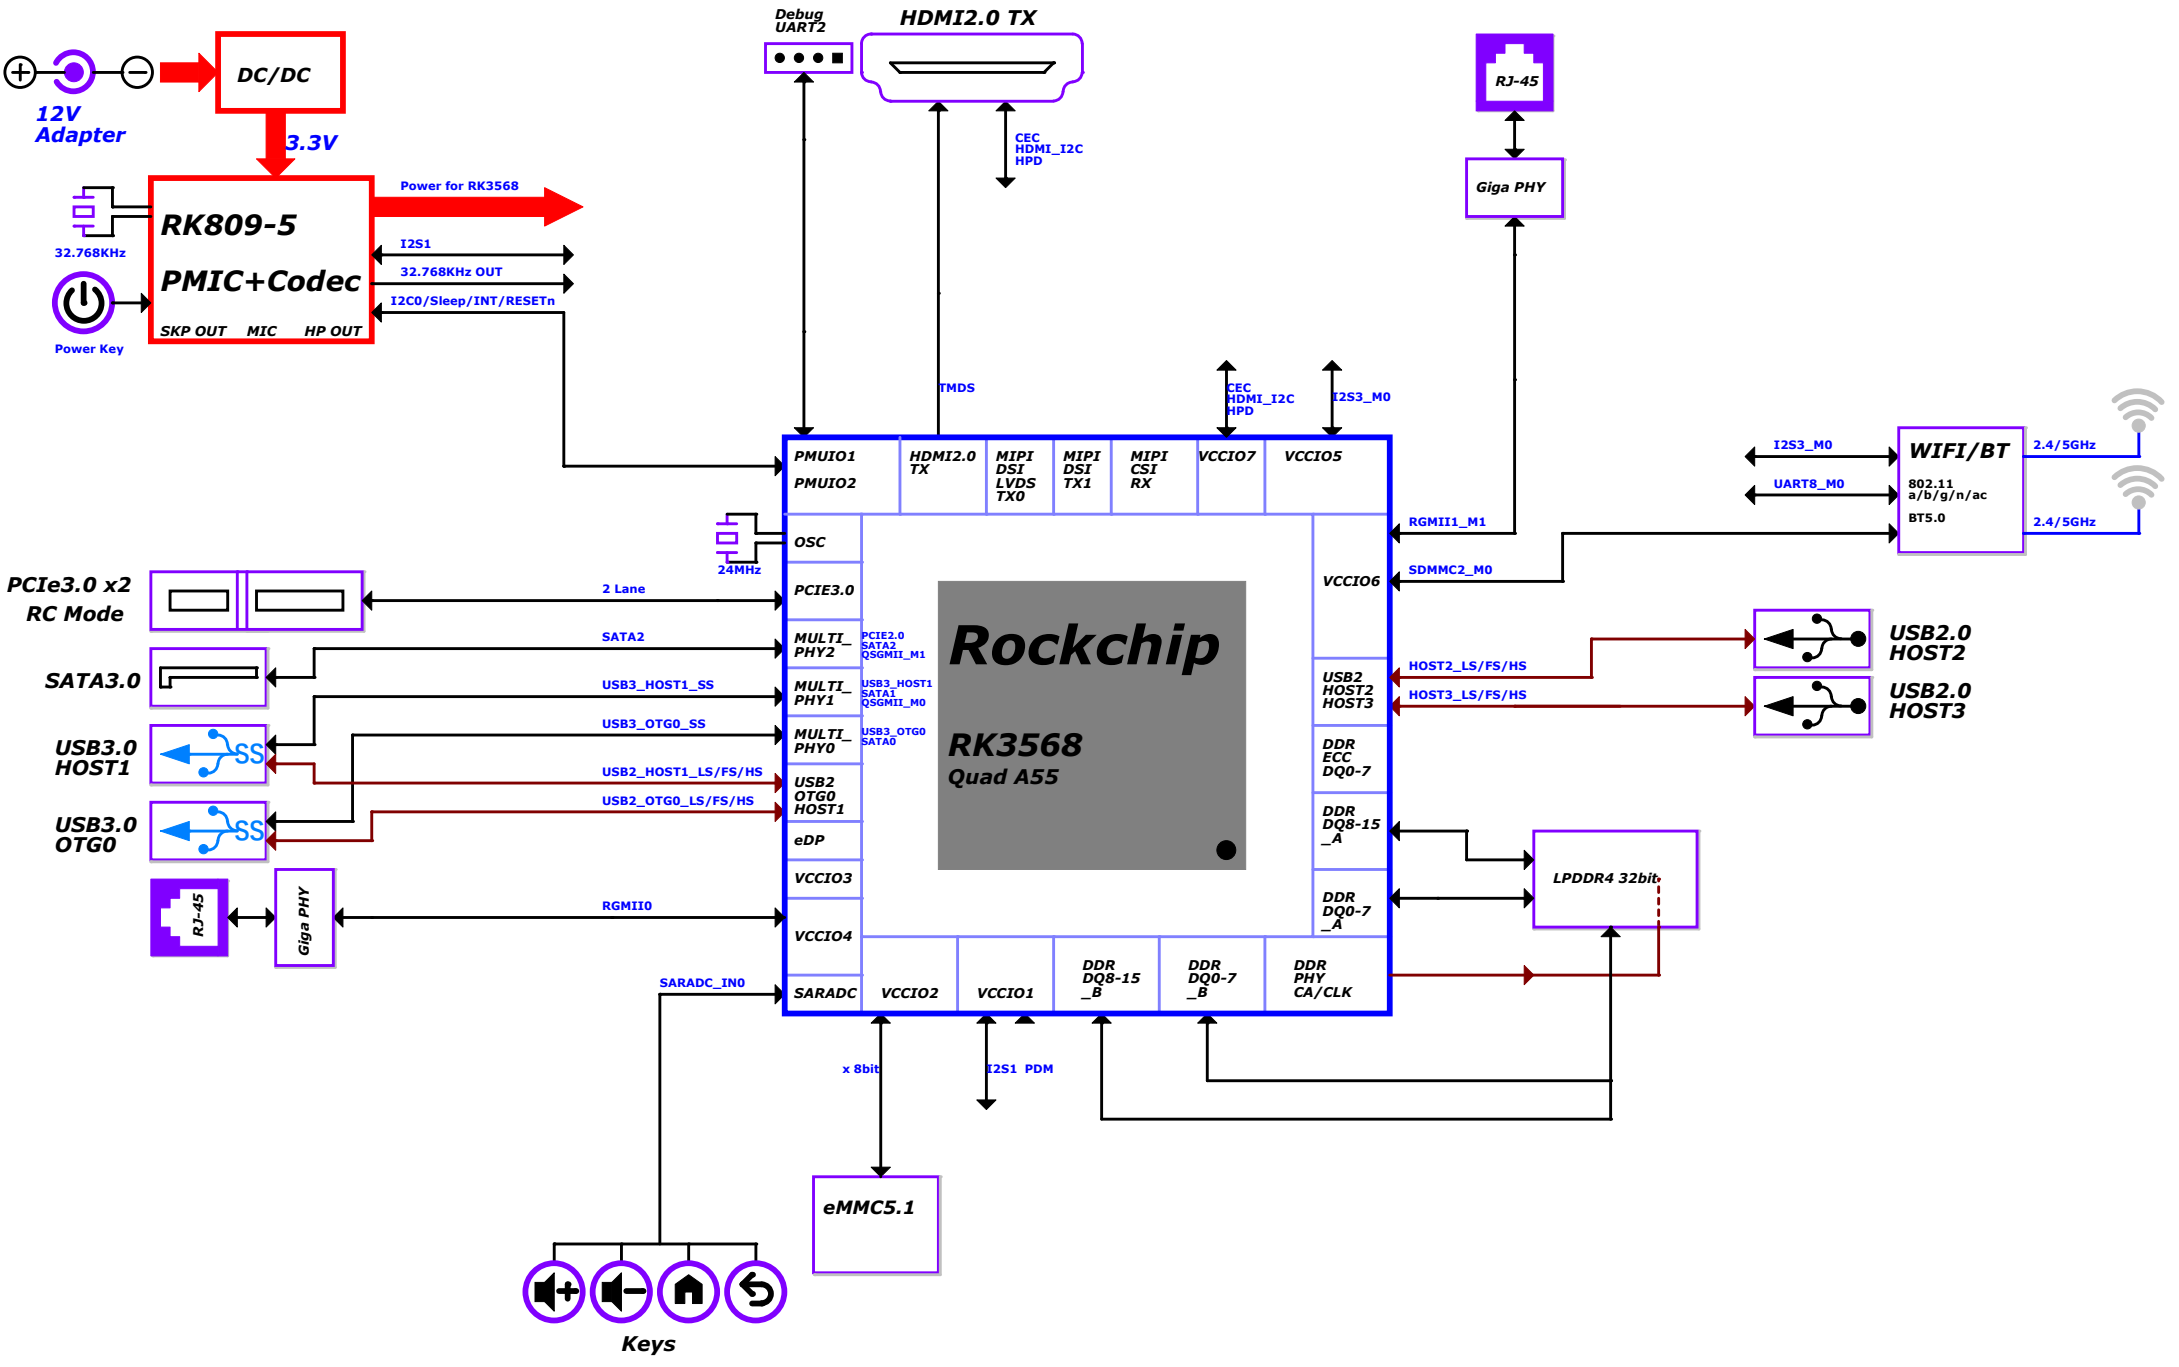 Debug
UART2
HDMI2.0 TX
DC/DC
12V
Adapter
3.3V
RJ-45
Giga PHY
CEC
HDMI_I2C
HPD
Power for RK3568
RK809-5
PMIC+Codec
SKP OUT
MIC
HP OUT
32.768KHz
Power Key
I2S1
32.768KHz OUT
I2C0/Sleep/INT/RESETn
TMDS
CEC
HDMI_I2C
HPD
I2S3_M0
PMUIO1
PMUIO2
HDMI2.0
TX
MIPI
DSI
LVDS
TX0
MIPI
DSI
TX1
MIPI
CSI
RX
VCCIO7
VCCIO5
I2S3_M0
UART8_M0
WIFI/BT
802.11
a/b/g/n/ac
BT5.0
2.4/5GHz
2.4/5GHz
OSC
24MHz
RGMII1_M1
SDMMC2_M0
VCCIO6
PCIe3.0 x2
RC Mode
2 Lane
PCIE3.0
SATA3.0
SATA2
MULTI_
PHY2
PCIE2.0
SATA2
QSGMII_M1
USB3_HOST1_SS
MULTI_
PHY1
USB3_HOST1
SATA1
QSGMII_M0
USB3_OTG0_SS
MULTI_
PHY0
USB3_OTG0
SATA0
USB3.0
HOST1
SS
USB2_HOST1_LS/FS/HS
USB2_OTG0_LS/FS/HS
USB2
OTG0
HOST1
USB3.0
OTG0
SS
eDP
VCCIO3
RJ-45
Giga PHY
RGMII0
VCCIO4
SARADC_IN0
SARADC
Rockchip
RK3568
Quad A55
HOST2_LS/FS/HS
HOST3_LS/FS/HS
USB2
HOST2
HOST3
USB2.0
HOST2
USB2.0
HOST3
DDR
ECC
DQ0-7
DDR
DQ8-15
_A
DDR
DQ0-7
_A
LPDDR4 32bit
VCCIO2
VCCIO1
DDR
DQ8-15
_B
DDR
DQ0-7
_B
DDR
PHY
CA/CLK
x 8bit
I2S1
PDM
eMMC5.1
Keys